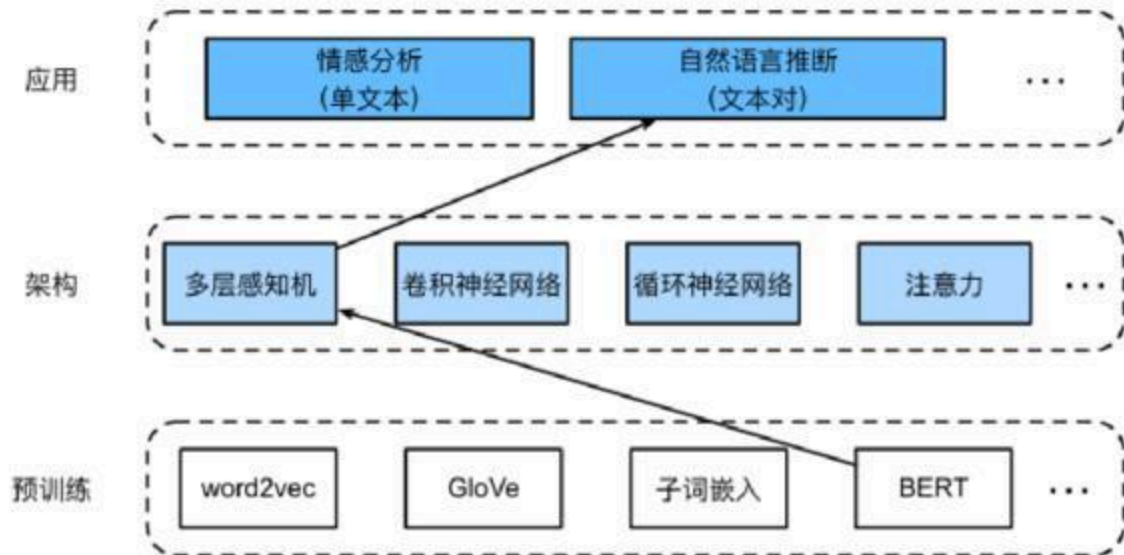 应用
情感分析
(单文本)
自然语言推断
(文本对)
...
架构
多层感知机
卷积神经网络
循环神经网络
注意力
...
预训练
word2vec
GloVe
子词嵌入
BERT
...